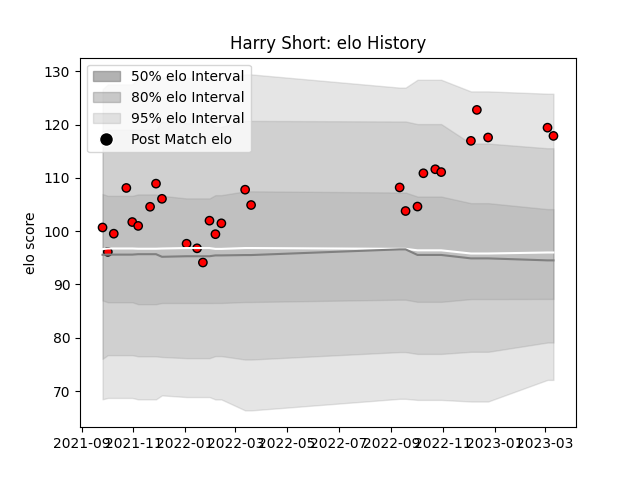 Harry Short: elo History
50% elo Interval
80% elo Interval
95% elo Interval
Post Match elo
elo score
130
120
110
100
90
80
70
2021-09 2021-11 2022-01 2022-03 2022-05 2022-07 2022-09 2022-11 2023-01 2023-03